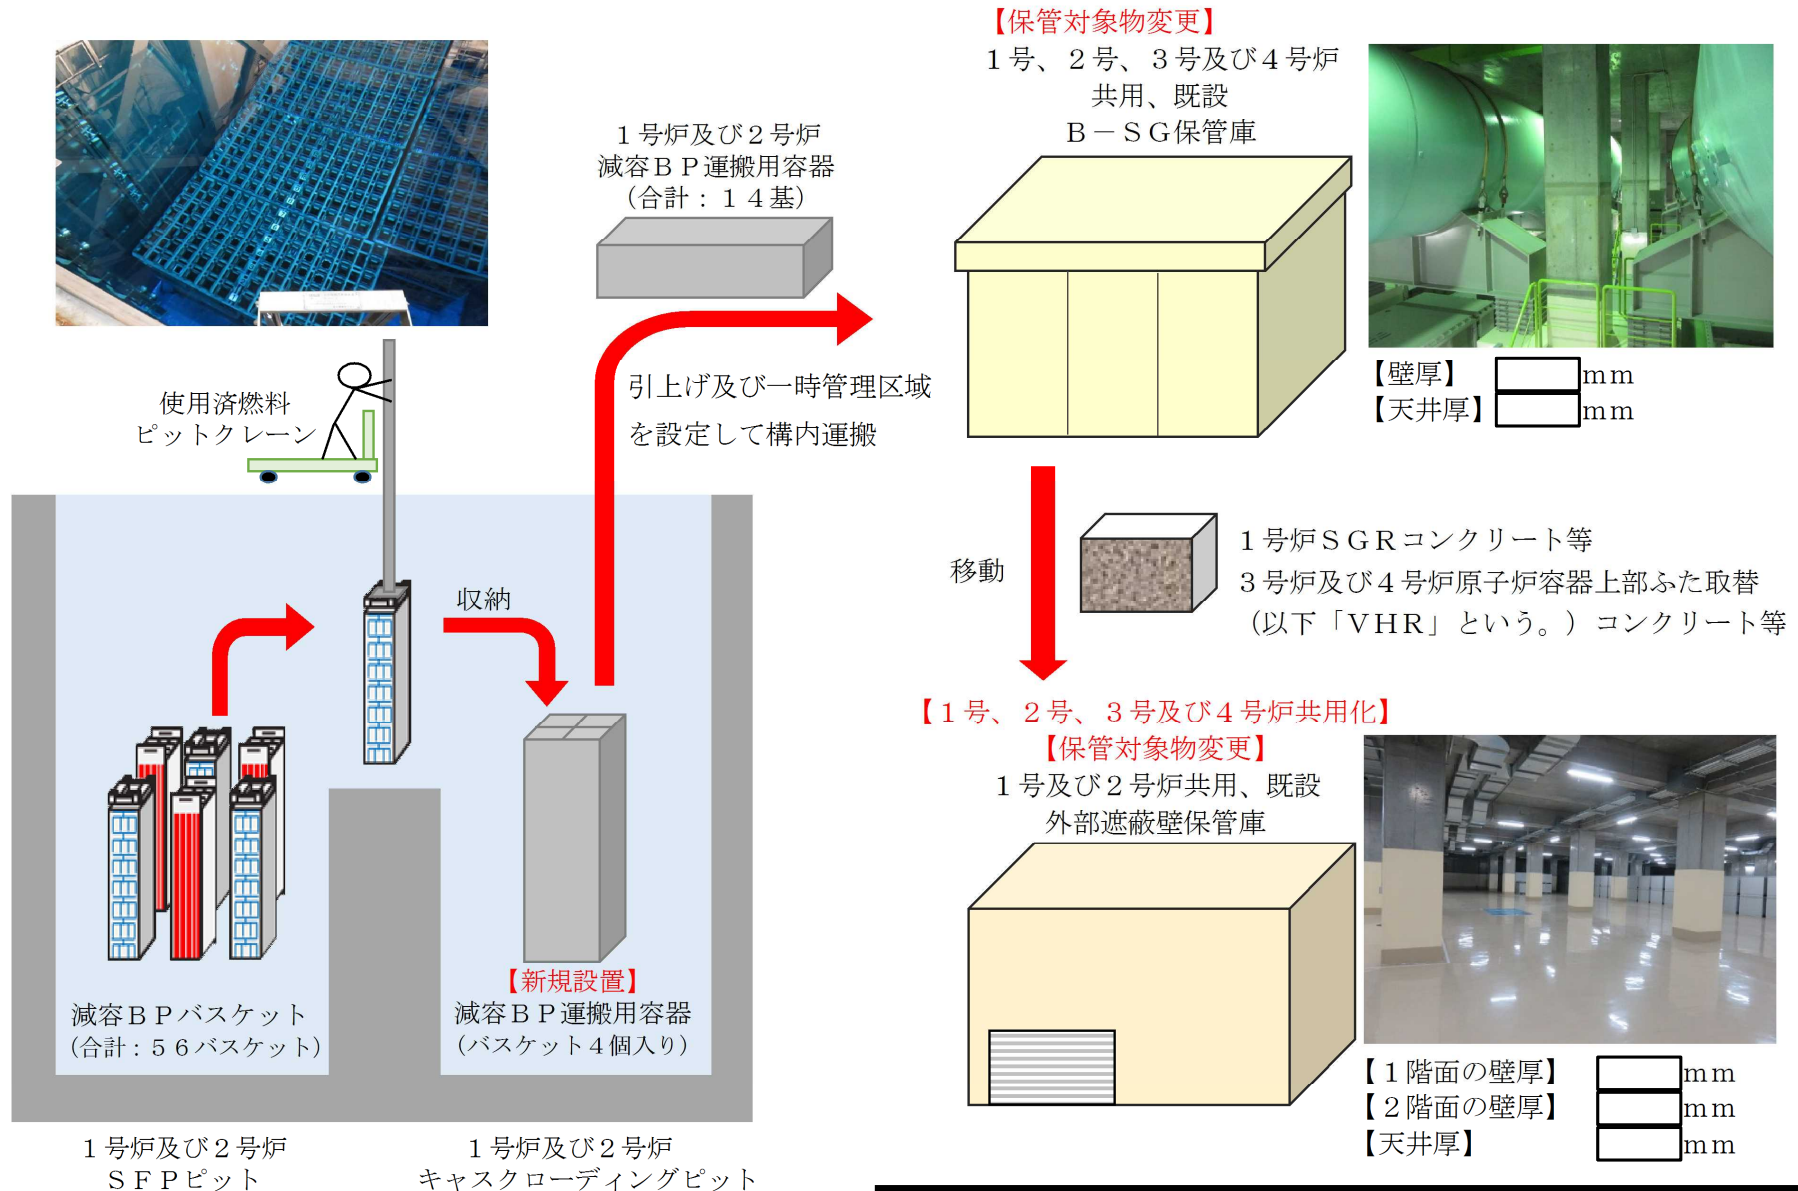 使用済燃料
ピットクレーン
収納
減容ＢＰバスケット
（合計：５６バスケット）
【新規設置】
減容ＢＰ運搬用容器
（バスケット４個入り）
１号炉及び２号炉
ＳＦＰピット
１号炉及び２号炉
キャスクローディングピット
１号炉及び２号炉
減容ＢＰ運搬用容器
（合計：１４基）
引上げ及び一時管理区域
を設定して構内運搬
【保管対象物変更】
１号、２号、３号及び４号炉
共用、既設
Ｂ－ＳＧ保管庫
【壁厚】 ｍｍ
【天井厚】 ｍｍ
移動
１号炉ＳＧＲコンクリート等
３号炉及び４号炉原子炉容器上部ふた取替
（以下「ＶＨＲ」という。）コンクリート等
【１号、２号、３号及び４号炉共用化】
【保管対象物変更】
１号及び２号炉共用、既設
外部遮蔽壁保管庫
【１階面の壁厚】 ｍｍ
【２階面の壁厚】 ｍｍ
【天井厚】 ｍｍ